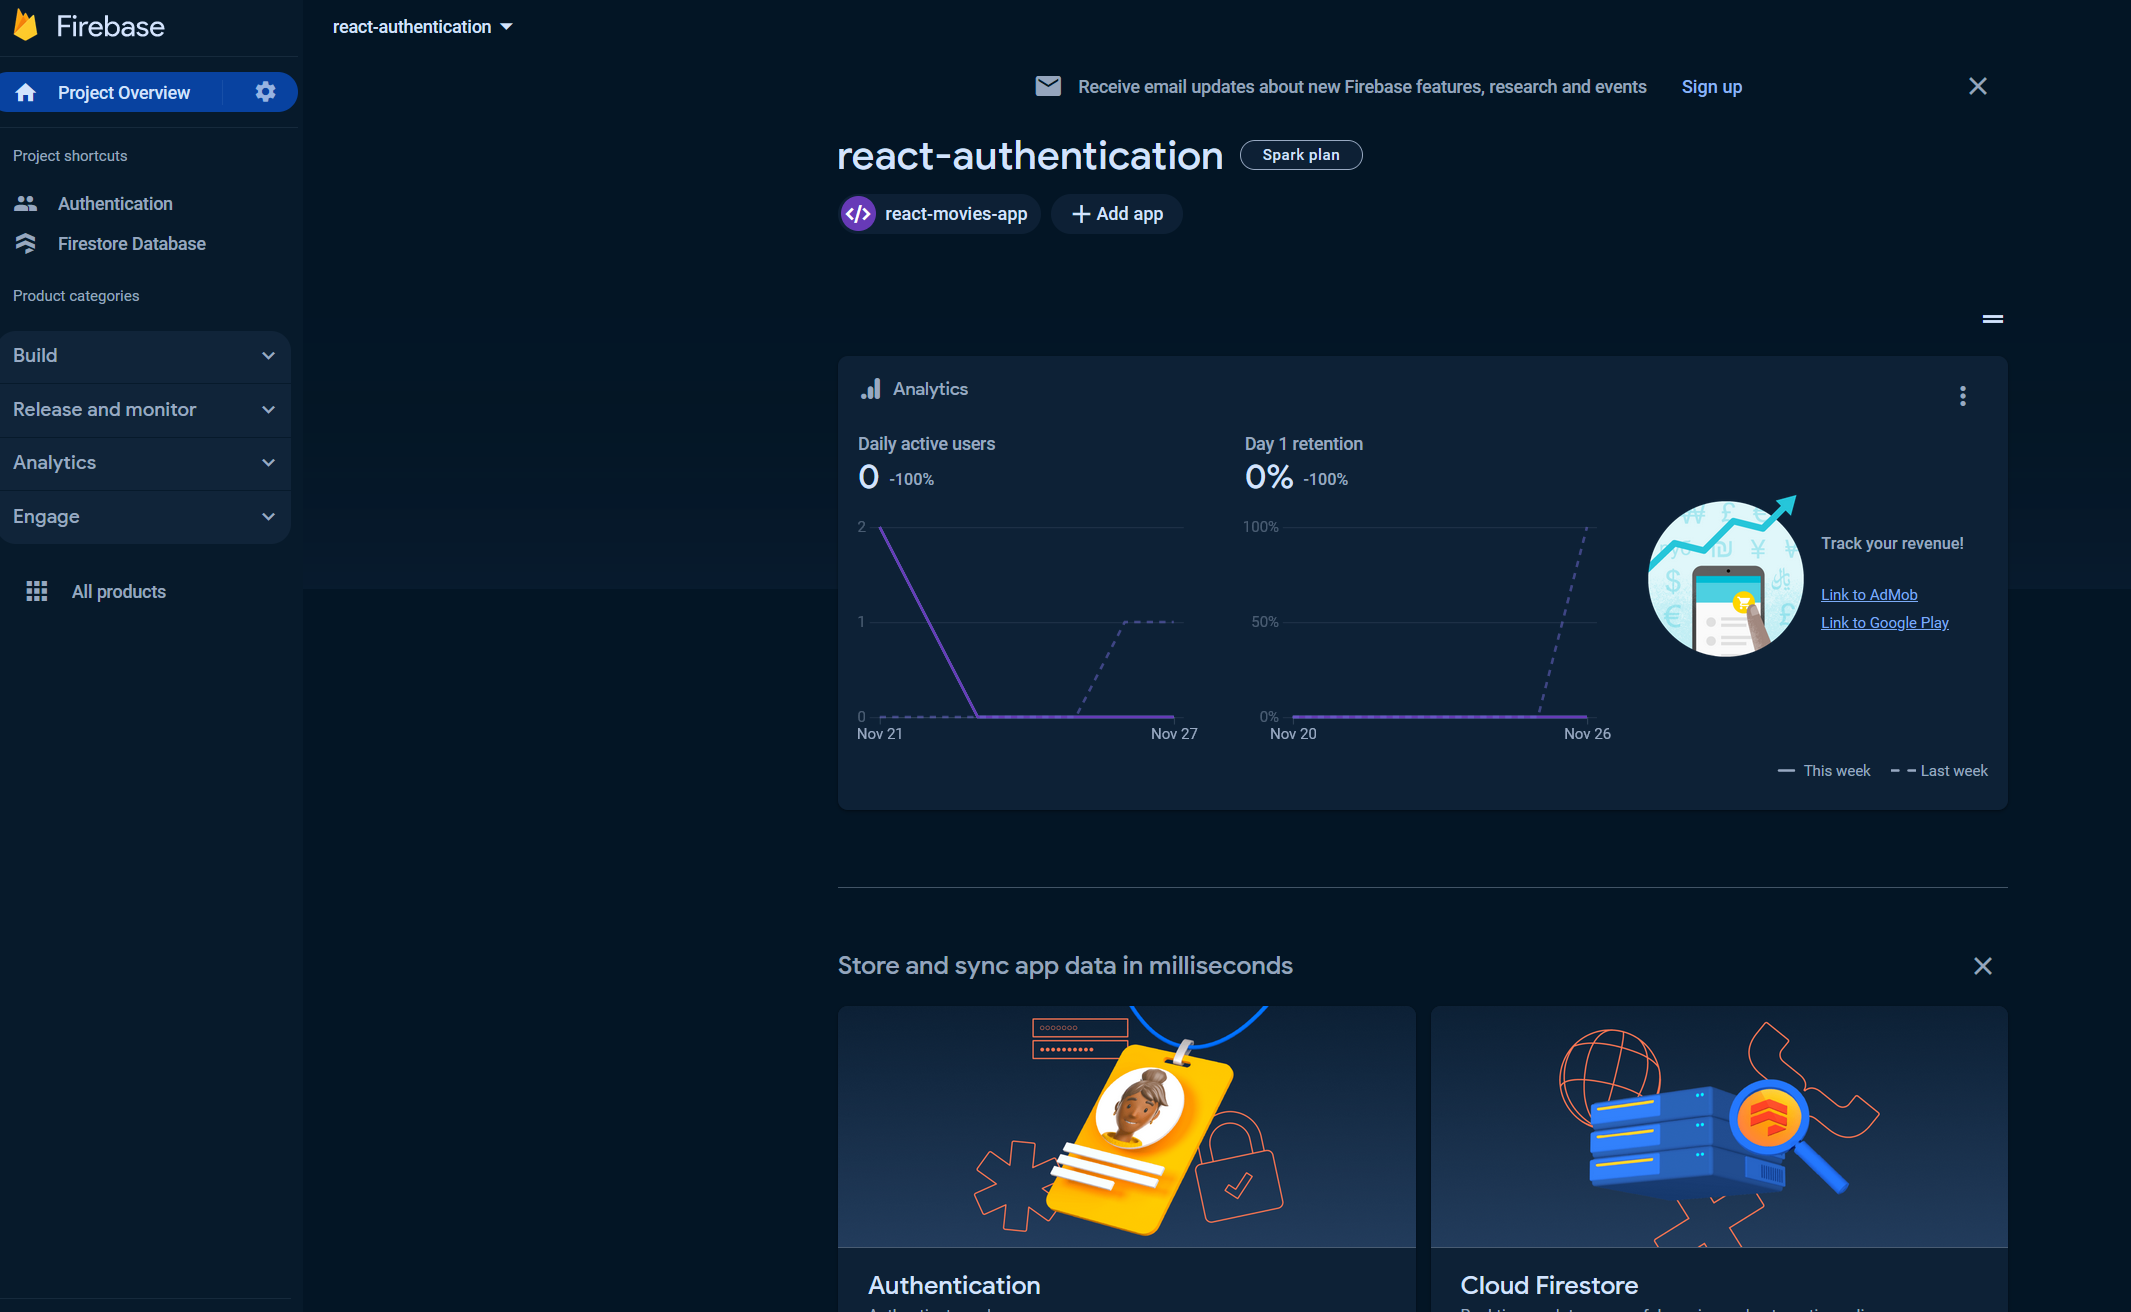 Firebase
react-authentication
Project Overview
Receive email updates about new Firebase features, research and events Sign up
Project shortcuts
Authentication
Firestore Database
Product categories
Build
Release and monitor
Analytics
Engage
All products
react-authentication Spark plan
react-movies-app + Add app
Analytics
Daily active users
0 -100%
2
1
0
Nov 21 Nov 27
Day 1 retention
0% -100%
100%
50%
0%
Nov 20 Nov 26
Track your revenue!
Link to AdMob
Link to Google Play
This week Last week
Store and sync app data in milliseconds
Authentication
Cloud Firestore